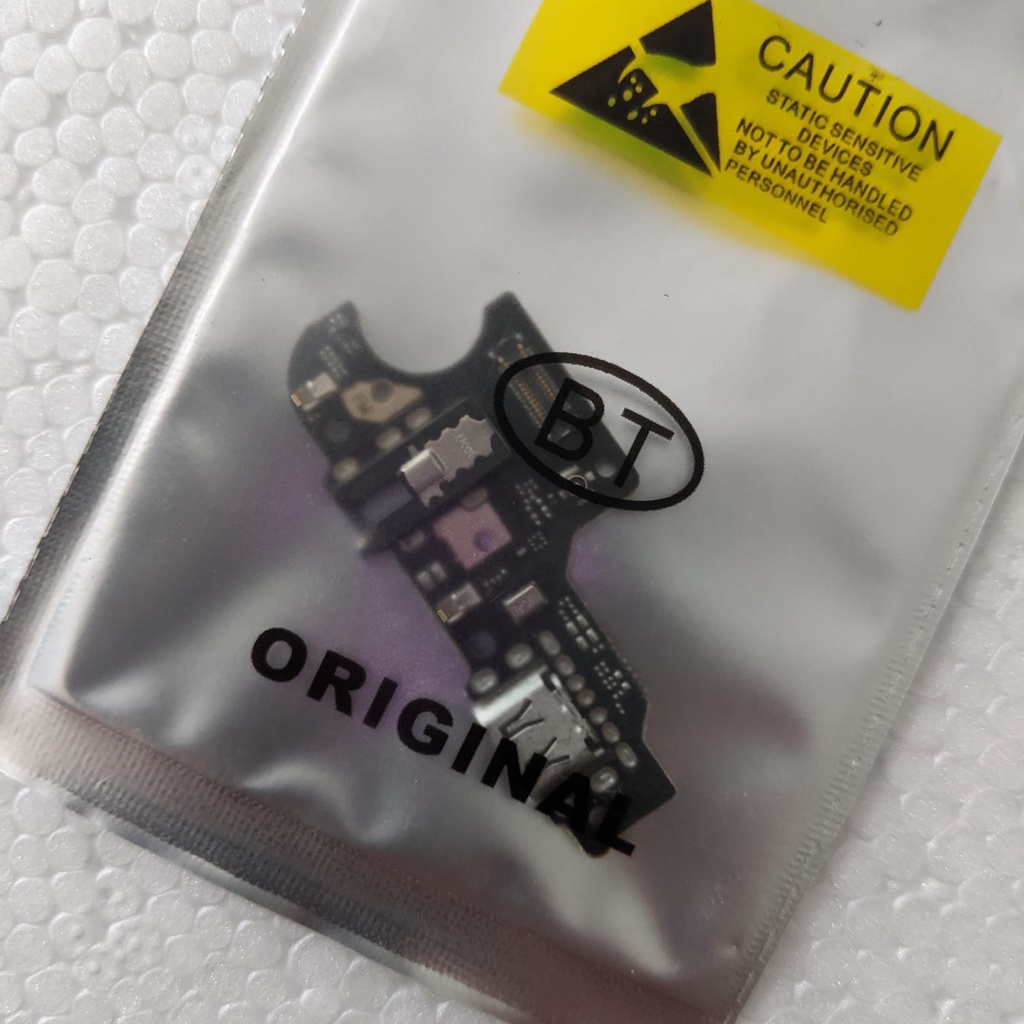 CAUTION
STATIC SENSITIVE
DEVICES
NOT TO BE HANDLED
BY UNAUTHORISED
PERSONNEL
BT
ORIGINAL